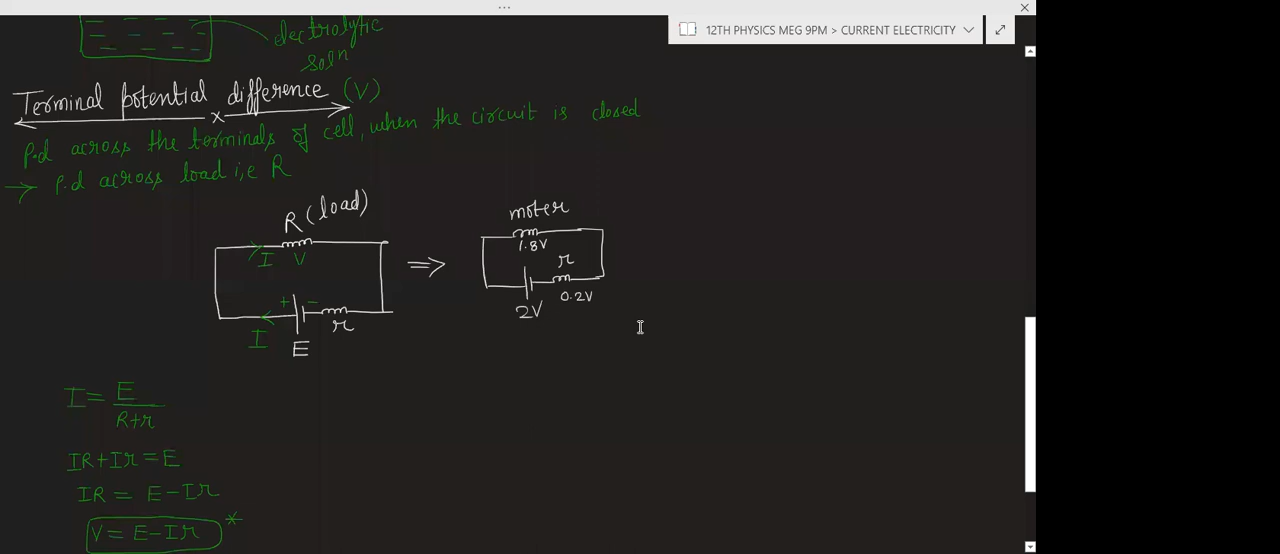 12TH PHYSICS MEG 9PM > CURRENT ELECTRICITY
electrolytic
soln
Terminal potential difference (V)
P.d across the terminals of cell, when the circuit is closed
→ P.d across load i,e R
R (load)
I V
+ -
I
r
E
⇒
moter
1.8V
r
0.2V
2V
I = E / R+r
IR+Ir = E
IR = E-Ir
V = E-Ir *